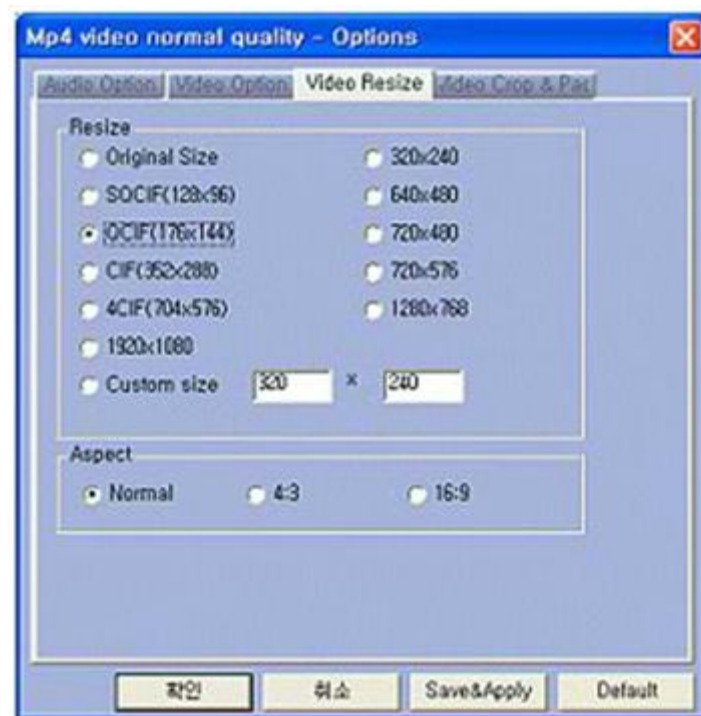 Mp4 video normal quality - Options
Audio Option Video Option Video Resize Video Crop & Pad
Resize
Original Size 320x240
SQCIF(128x96) 640x480
QCIF(176x144) 720x480
CIF(352x288) 720x576
4CIF(704x576) 1280x768
1920x1080
Custom size 320 x 240
Aspect
Normal 4:3 16:9
확인 취소 Save&Apply Default